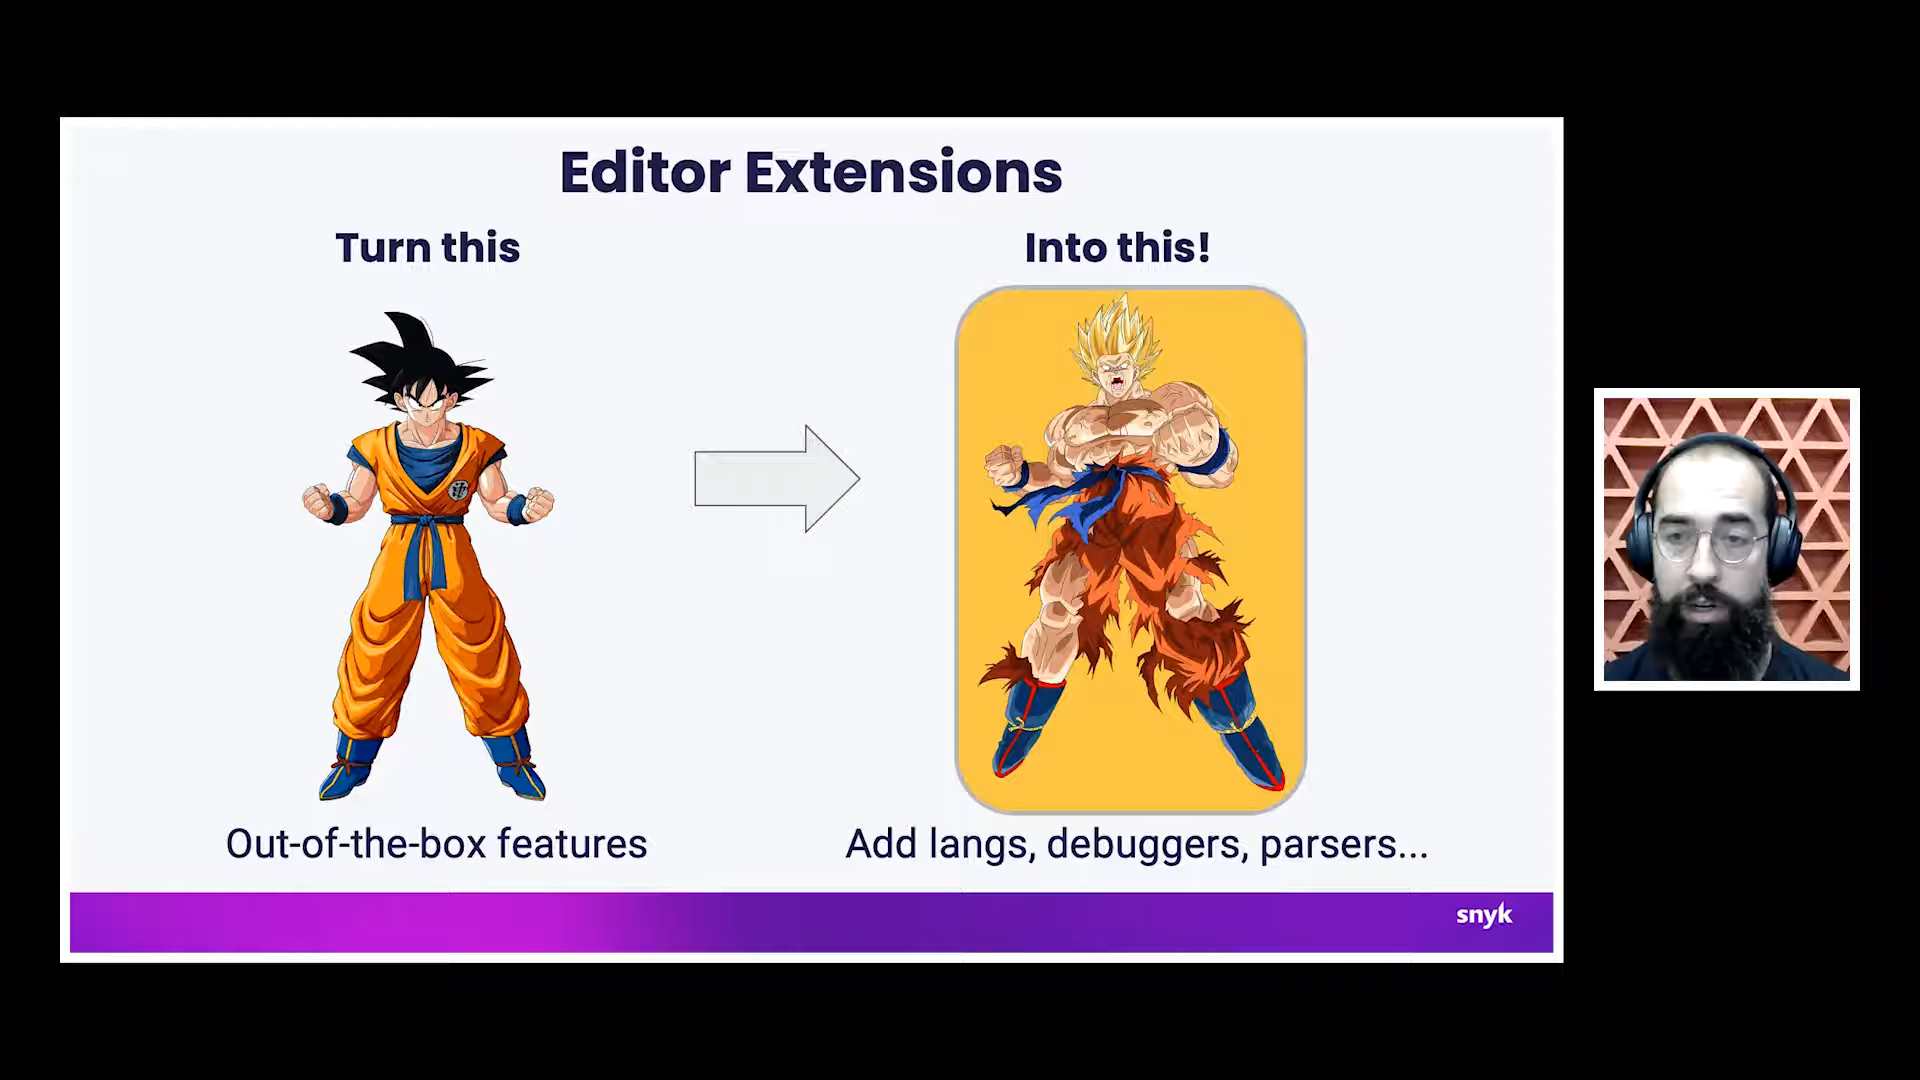 Editor Extensions
Turn this
Into this!
Out-of-the-box features
Add langs, debuggers, parsers...
snyk